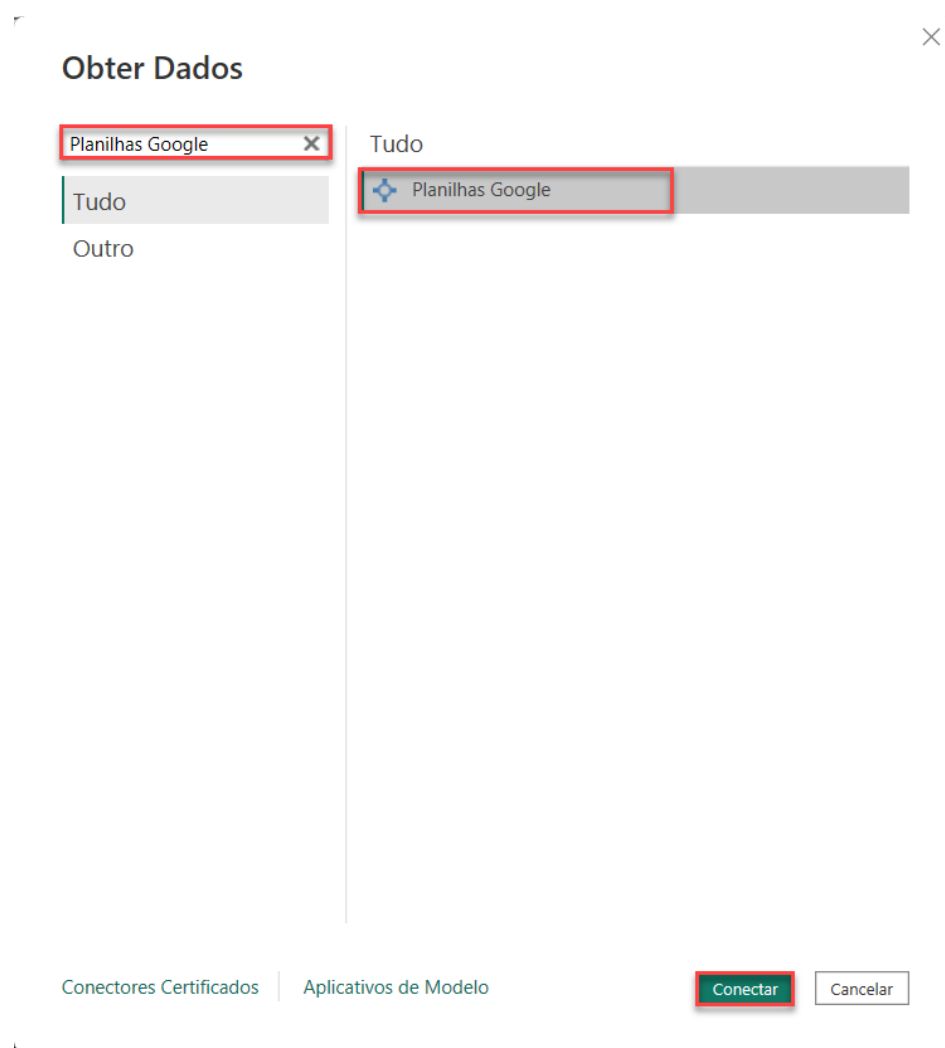 Obter Dados
Planilhas Google
Tudo
Outro
Tudo
Planilhas Google
Conectores Certificados
Aplicativos de Modelo
Conectar
Cancelar